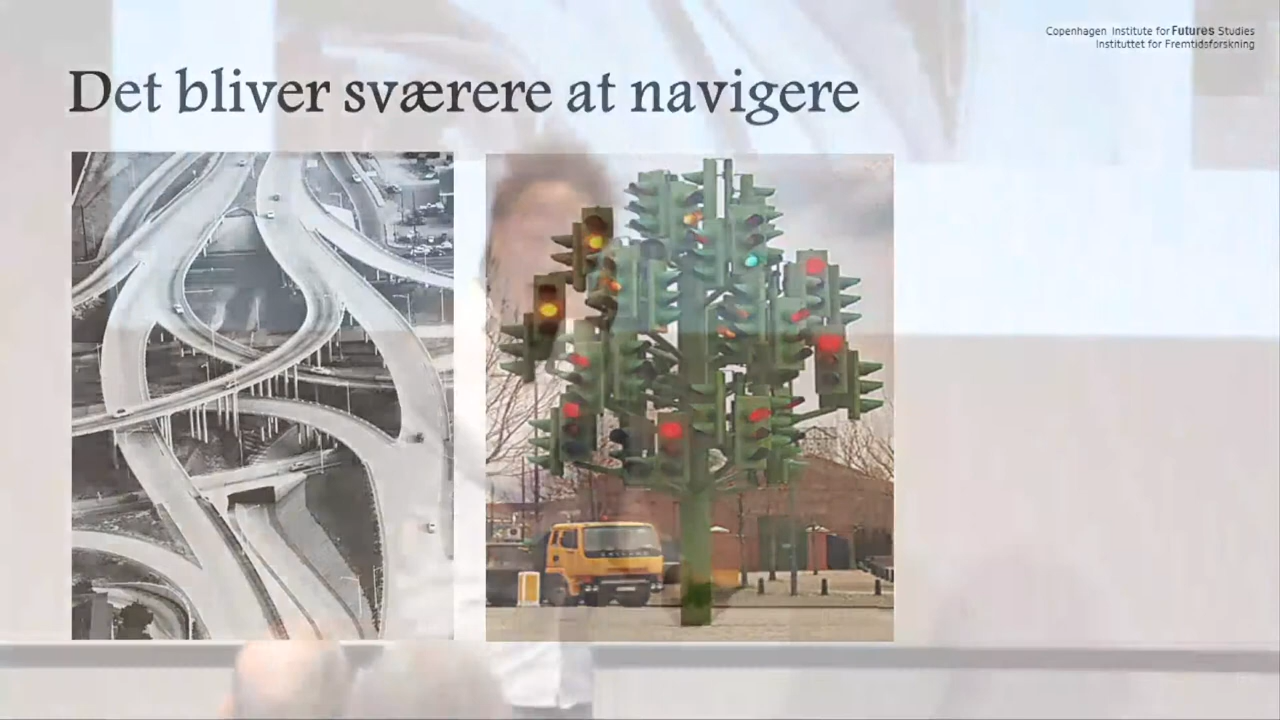 Copenhagen Institute for Futures Studies
Instituttet for Fremtidsforskning
Det bliver sværere at navigere